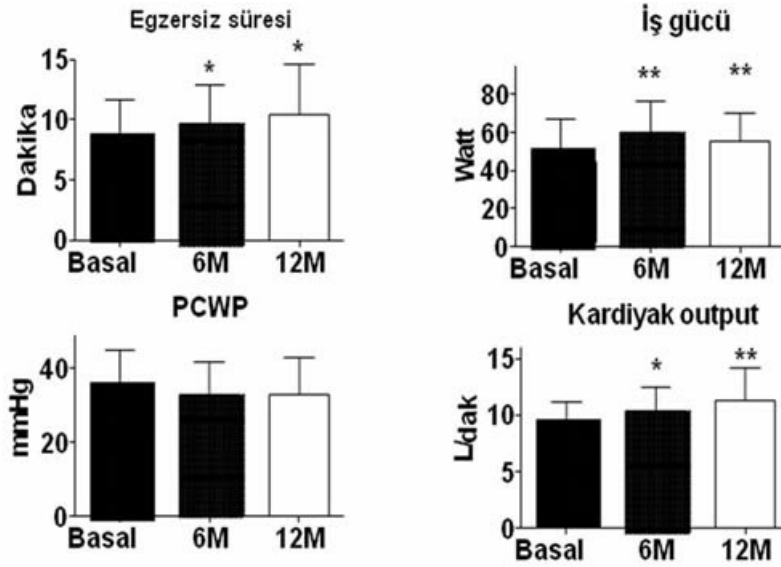 Egzersiz süresi
Dakika
15
10
5
0
* *
Basal 6M 12M
İş gücü
Watt
80
60
40
20
0
** **
Basal 6M 12M
PCWP
mmHg
40
20
0
Basal 6M 12M
Kardiyak output
L/dak
15
10
5
0
* **
Basal 6M 12M